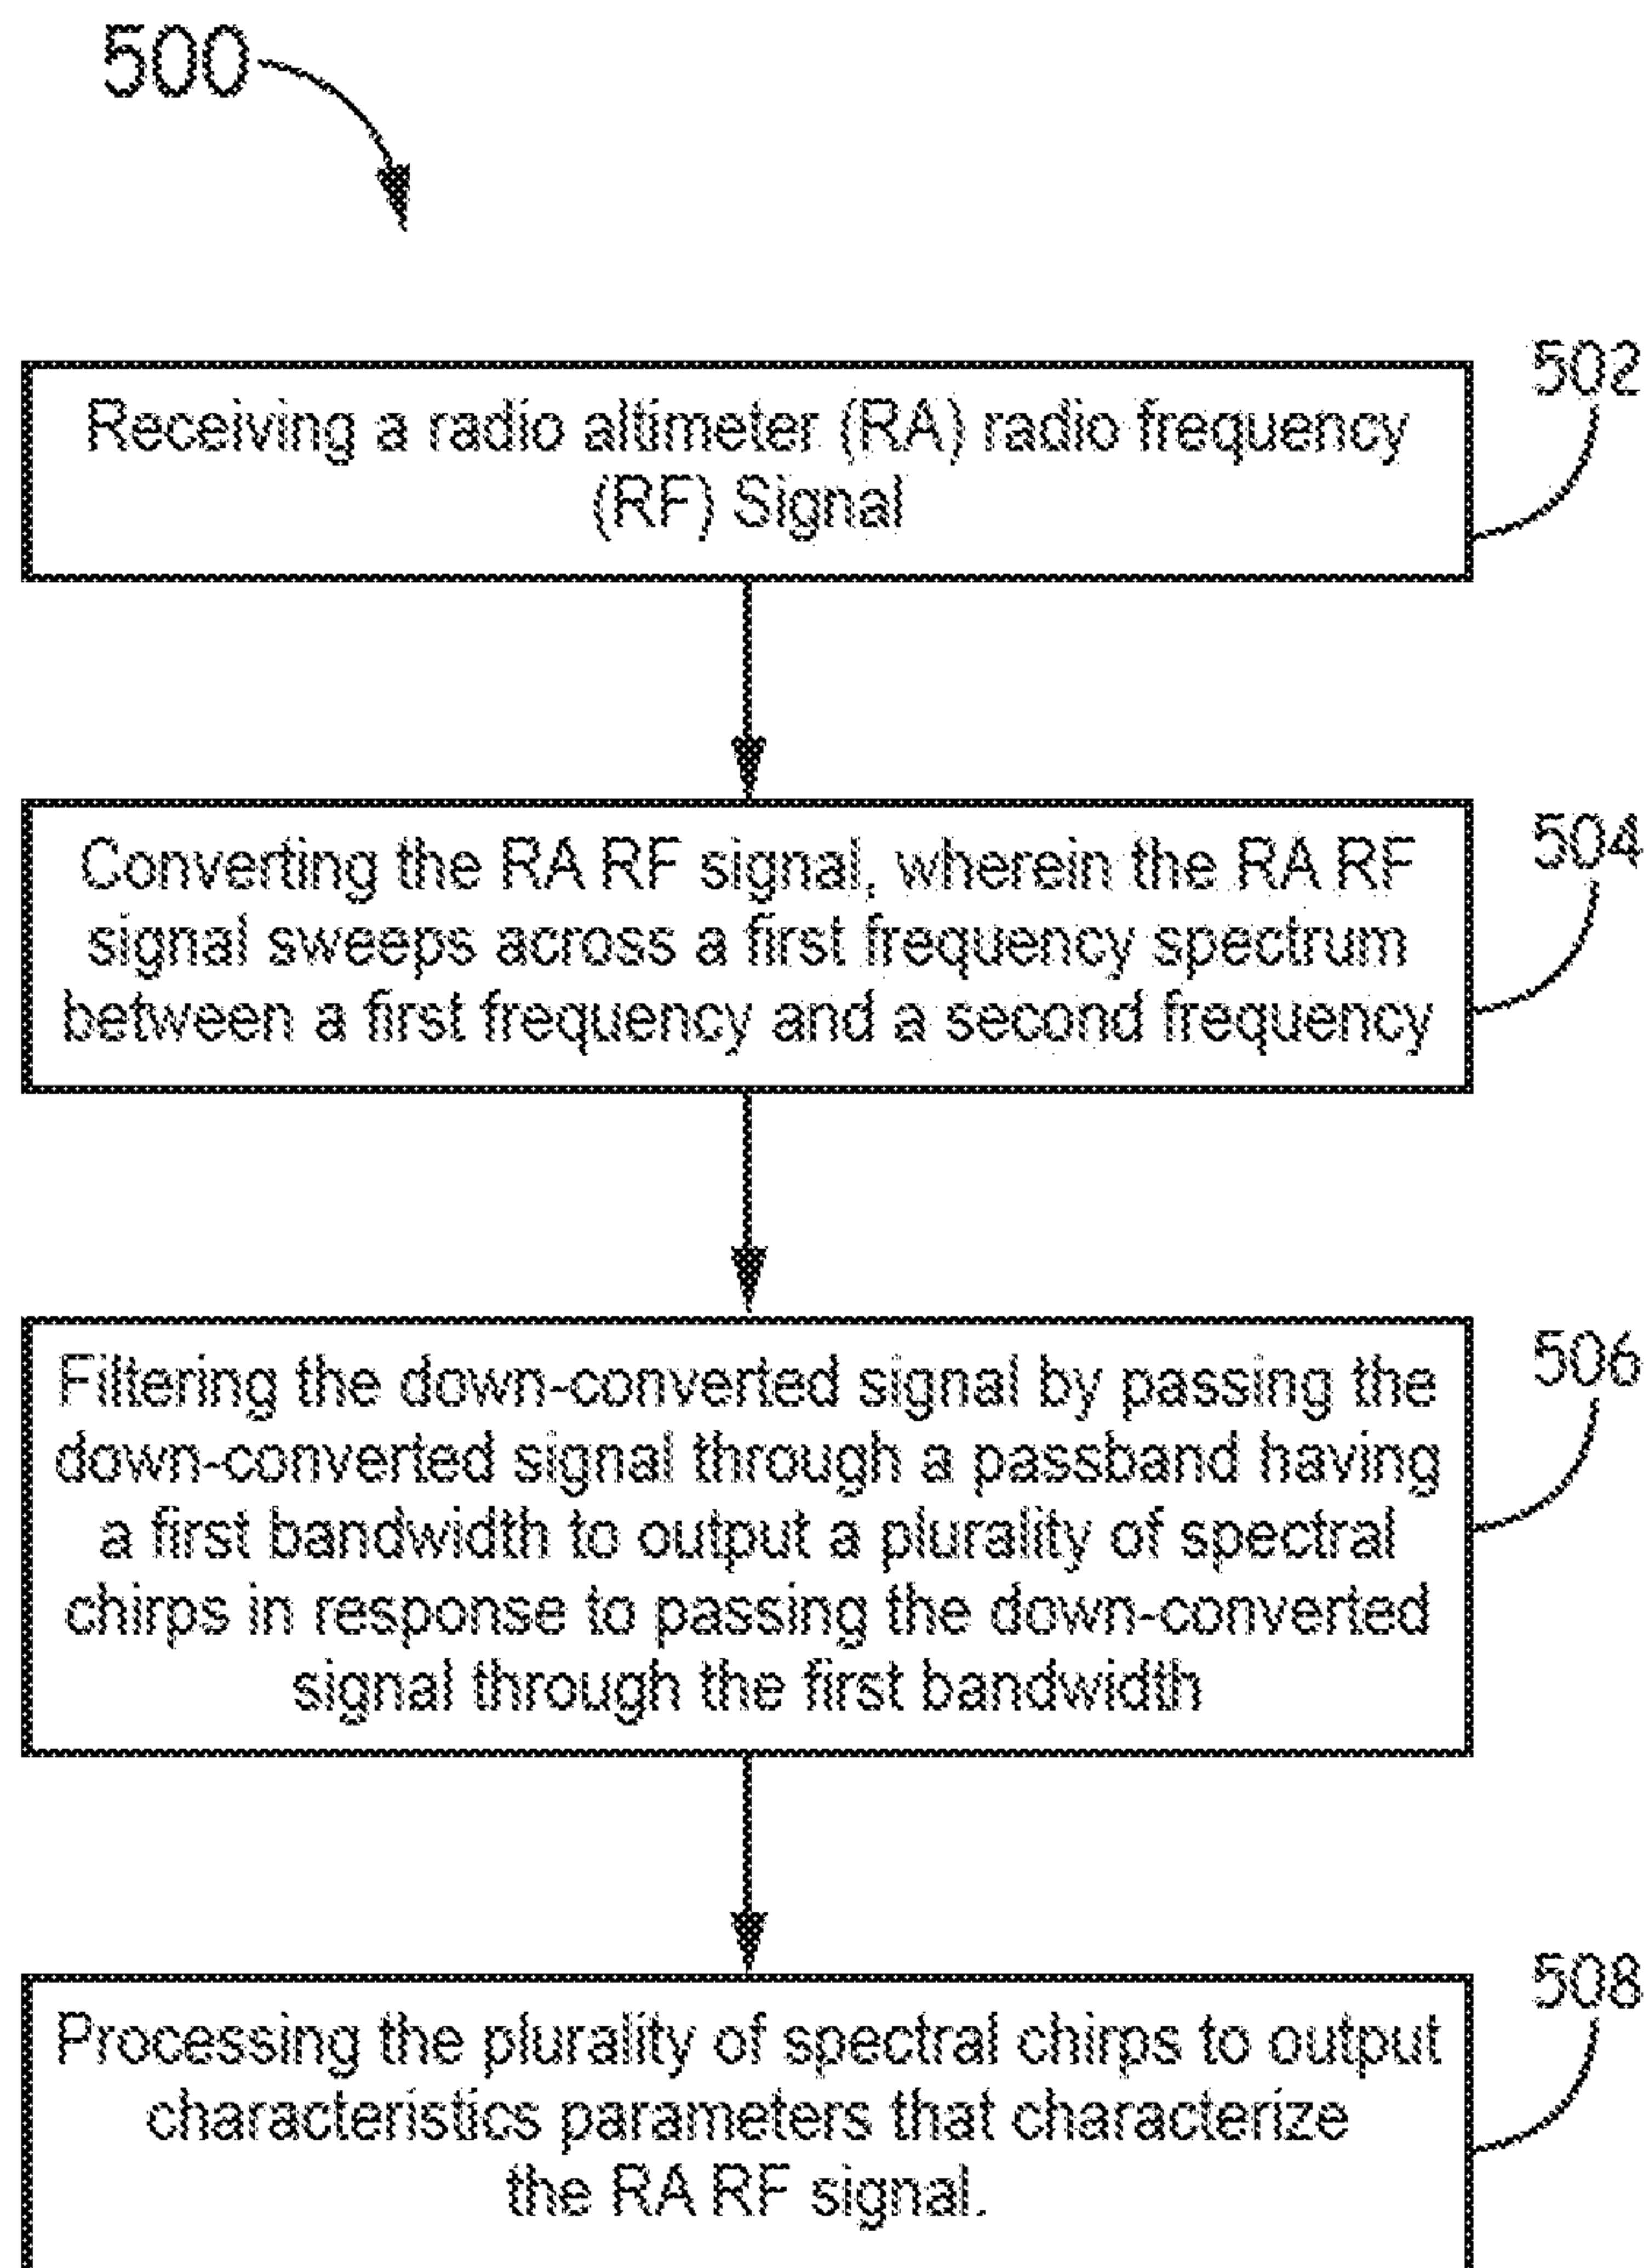 500
502
Receiving a radio altimeter (RA) radio frequency
(RF) Signal
504
Converting the RA RF signal, wherein the RA RF
signal sweeps across a first frequency spectrum
between a first frequency and a second frequency
506
Filtering the down-converted signal by passing the
down-converted signal through a passband having
a first bandwidth to output a plurality of spectral
chirps in response to passing the down-converted
signal through the first bandwidth
508
Processing the plurality of spectral chirps to output
characteristics parameters that characterize
the RA RF signal.